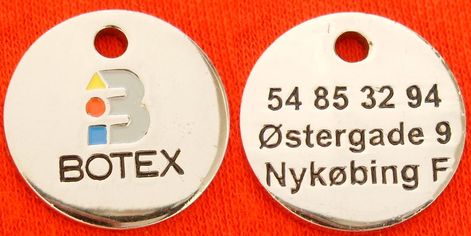 B
BOTEX
54 85 32 94
Østergade 9
Nykøbing F